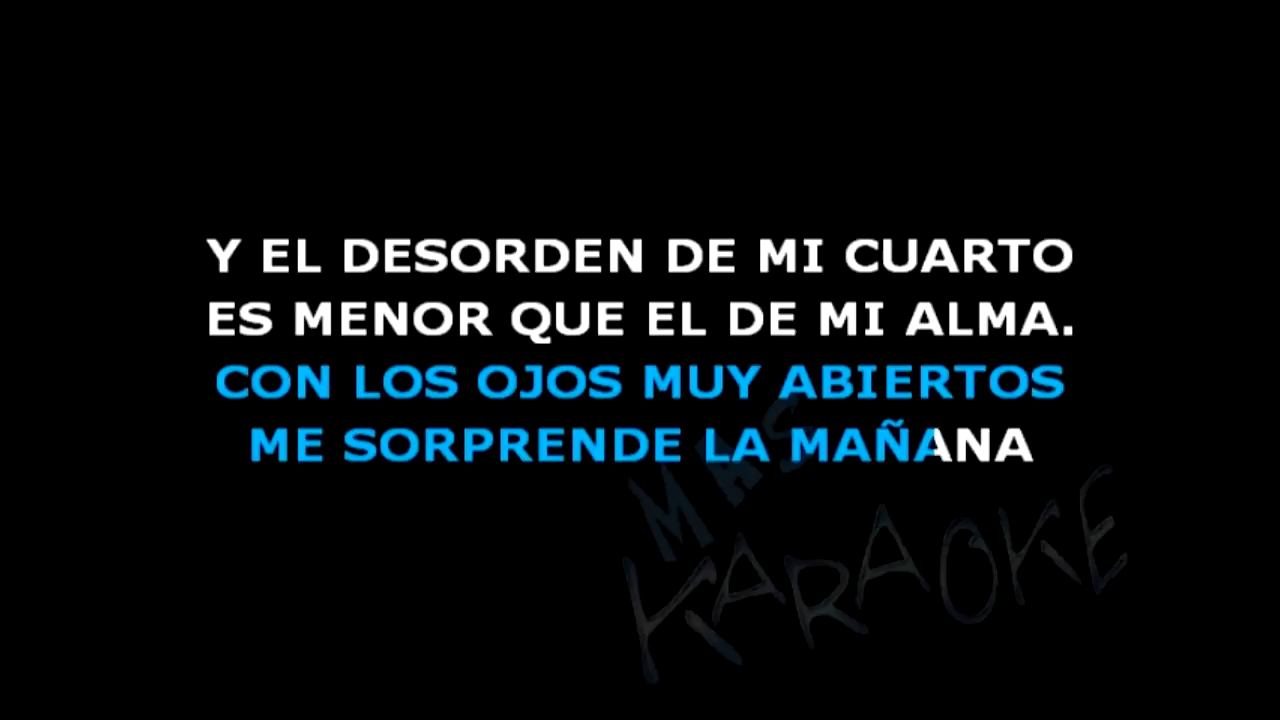 Y EL DESORDEN DE MI CUARTO
ES MENOR QUE EL DE MI ALMA.
CON LOS OJOS MUY ABIERTOS
ME SORPRENDE LA MAÑANA
MAS
KARAOKE